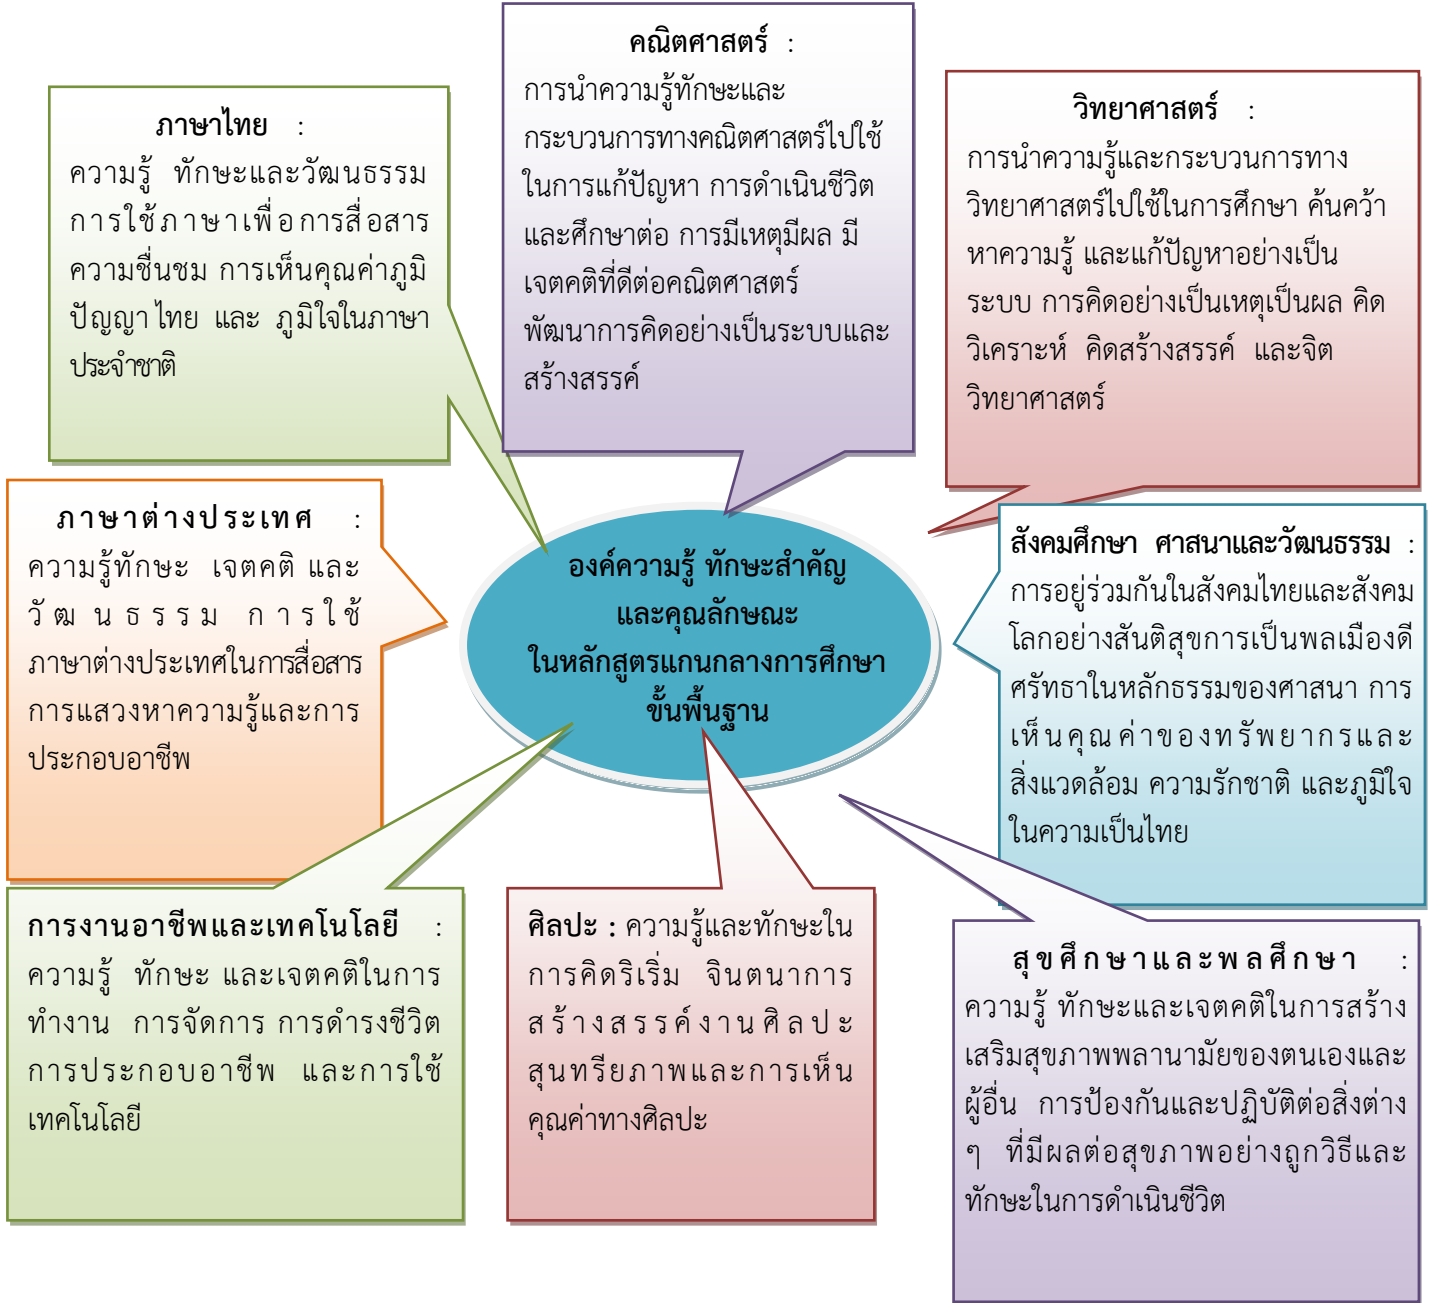 คณิตศาสตร์ :
การนำความรู้ทักษะและ
กระบวนการทางคณิตศาสตร์ไปใช้
ในการแก้ปัญหา การดำเนินชีวิต
และศึกษาต่อ การมีเหตุมีผล มี
เจตคติที่ดีต่อคณิตศาสตร์
พัฒนาการคิดอย่างเป็นระบบและ
สร้างสรรค์
ภาษาไทย :
ความรู้ ทักษะและวัฒนธรรม
การใช้ภาษาเพื่อการสื่อสาร
ความชื่นชม การเห็นคุณค่าภูมิ
ปัญญาไทย และ ภูมิใจในภาษา
ประจำชาติ
วิทยาศาสตร์ :
การนำความรู้และกระบวนการทาง
วิทยาศาสตร์ไปใช้ในการศึกษา ค้นคว้า
หาความรู้ และแก้ปัญหาอย่างเป็น
ระบบ การคิดอย่างเป็นเหตุเป็นผล คิด
วิเคราะห์ คิดสร้างสรรค์ และจิต
วิทยาศาสตร์
ภาษาต่างประเทศ :
ความรู้ทักษะ เจตคติ และ
วัฒนธรรม การใช้
ภาษาต่างประเทศในการสื่อสาร
การแสวงหาความรู้และการ
ประกอบอาชีพ
องค์ความรู้ ทักษะสำคัญ
และคุณลักษณะ
ในหลักสูตรแกนกลางการศึกษา
ขั้นพื้นฐาน
สังคมศึกษา ศาสนาและวัฒนธรรม :
การอยู่ร่วมกันในสังคมไทยและสังคม
โลกอย่างสันติสุขการเป็นพลเมืองดี
ศรัทธาในหลักธรรมของศาสนา การ
เห็นคุณค่าของทรัพยากรและ
สิ่งแวดล้อม ความรักชาติ และภูมิใจ
ในความเป็นไทย
การงานอาชีพและเทคโนโลยี :
ความรู้ ทักษะ และเจตคติในการ
ทำงาน การจัดการ การดำรงชีวิต
การประกอบอาชีพ และการใช้
เทคโนโลยี
ศิลปะ : ความรู้และทักษะใน
การคิดริเริ่ม จินตนาการ
สร้างสรรค์งานศิลปะ
สุนทรียภาพและการเห็น
คุณค่าทางศิลปะ
สุขศึกษาและพลศึกษา :
ความรู้ ทักษะและเจตคติในการสร้าง
เสริมสุขภาพพลานามัยของตนเองและ
ผู้อื่น การป้องกันและปฏิบัติต่อสิ่งต่าง
ๆ ที่มีผลต่อสุขภาพอย่างถูกวิธีและ
ทักษะในการดำเนินชีวิต